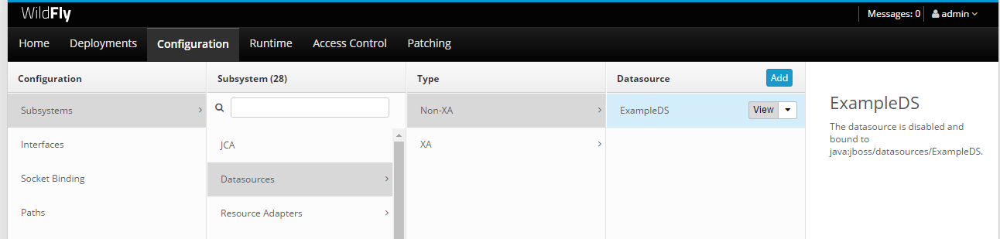 WildFly
Messages: 0 admin
Home Deployments Configuration Runtime Access Control Patching
Configuration Subsystem (28) Type Datasource Add
Subsystems Non-XA ExampleDS View
Interfaces JCA XA
Socket Binding Datasources
Paths Resource Adapters
ExampleDS
The datasource is disabled and
bound to
java:jboss/datasources/ExampleDS.